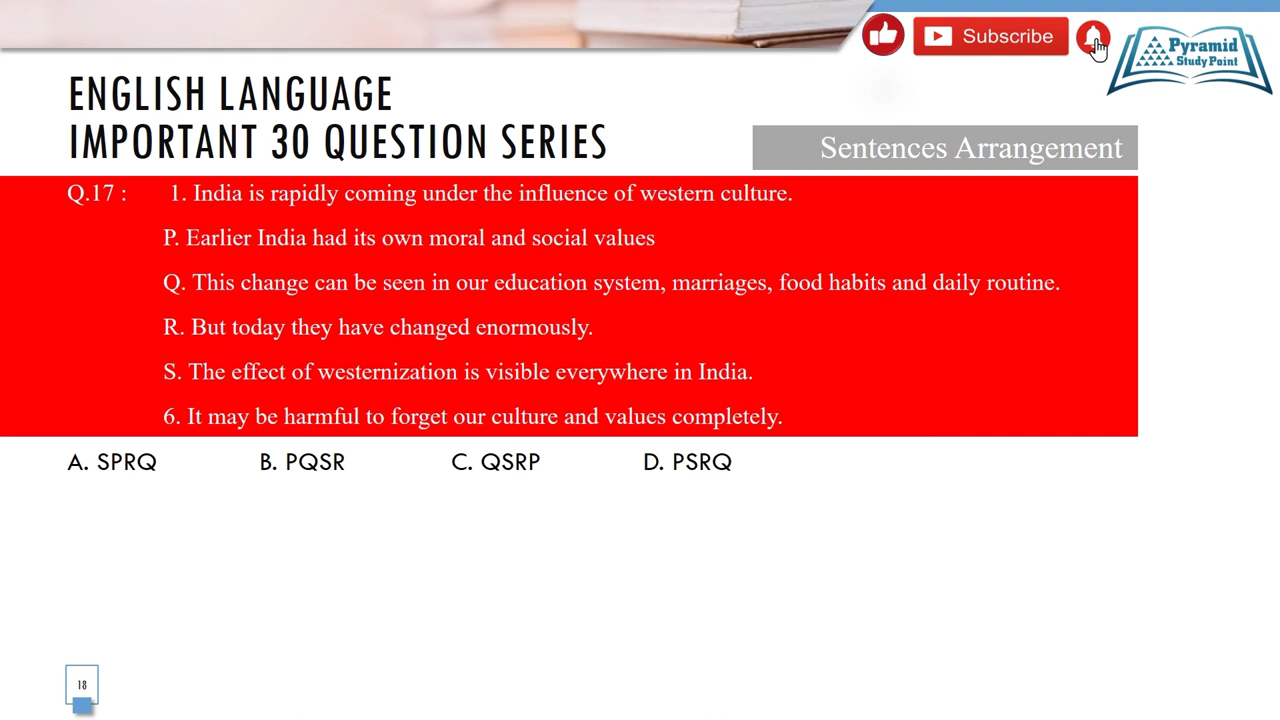 Subscribe
Pyramid
Study Point
ENGLISH LANGUAGE
IMPORTANT 30 QUESTION SERIES
Sentences Arrangement
Q.17 : 1. India is rapidly coming under the influence of western culture.
P. Earlier India had its own moral and social values
Q. This change can be seen in our education system, marriages, food habits and daily routine.
R. But today they have changed enormously.
S. The effect of westernization is visible everywhere in India.
6. It may be harmful to forget our culture and values completely.
A. SPRQ B. PQSR C. QSRP D. PSRQ
18